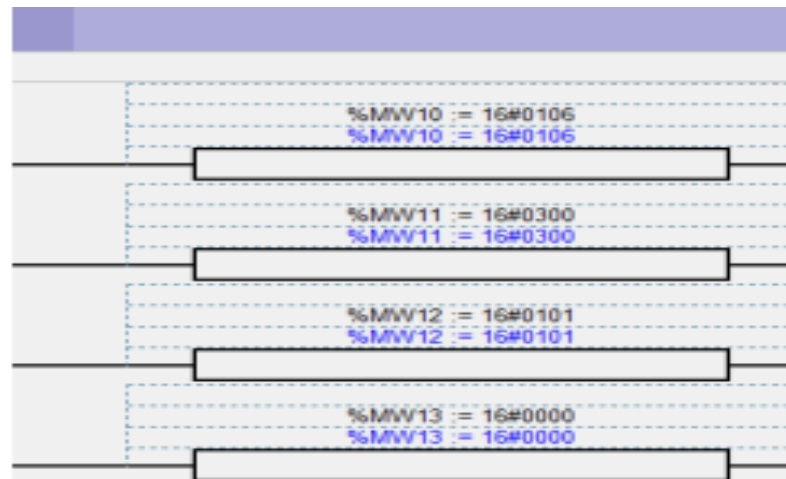 %MW10 := 16#0106
%MW10 := 16#0106
%MW11 := 16#0300
%MW11 := 16#0300
%MW12 := 16#0101
%MW12 := 16#0101
%MW13 := 16#0000
%MW13 := 16#0000